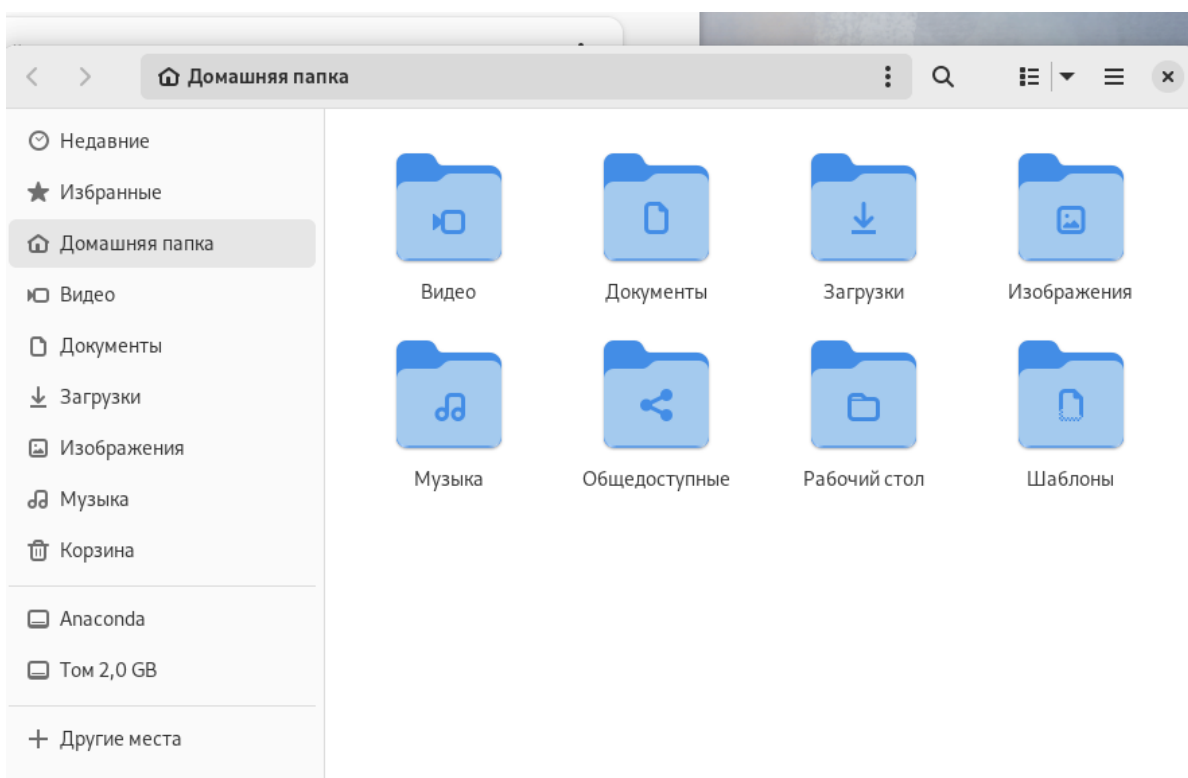 Домашняя папка
Недавние
Избранные
Домашняя папка
Видео
Документы
Загрузки
Изображения
Музыка
Корзина
Anaconda
Том 2,0 GB
Другие места
Видео
Документы
Загрузки
Изображения
Музыка
Общедоступные
Рабочий стол
Шаблоны